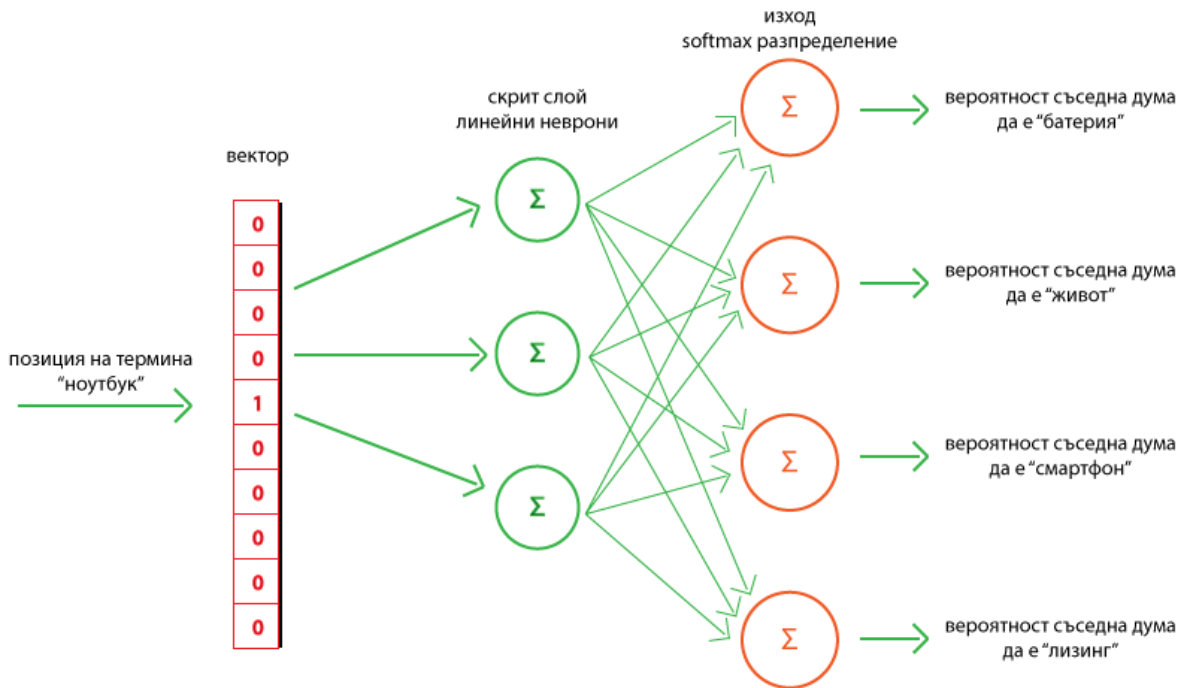 изход
softmax разпределение
скрит слой
линейни неврони
вектор
позиция на термина
“ноутбук“
0
0
0
0
1
0
0
0
0
0
Σ
Σ
Σ
Σ
Σ
Σ
Σ
вероятност съседна дума
да е “батерия”
вероятност съседна дума
да е “живот”
вероятност съседна дума
да е “смартфон”
вероятност съседна дума
да е “лизинг”